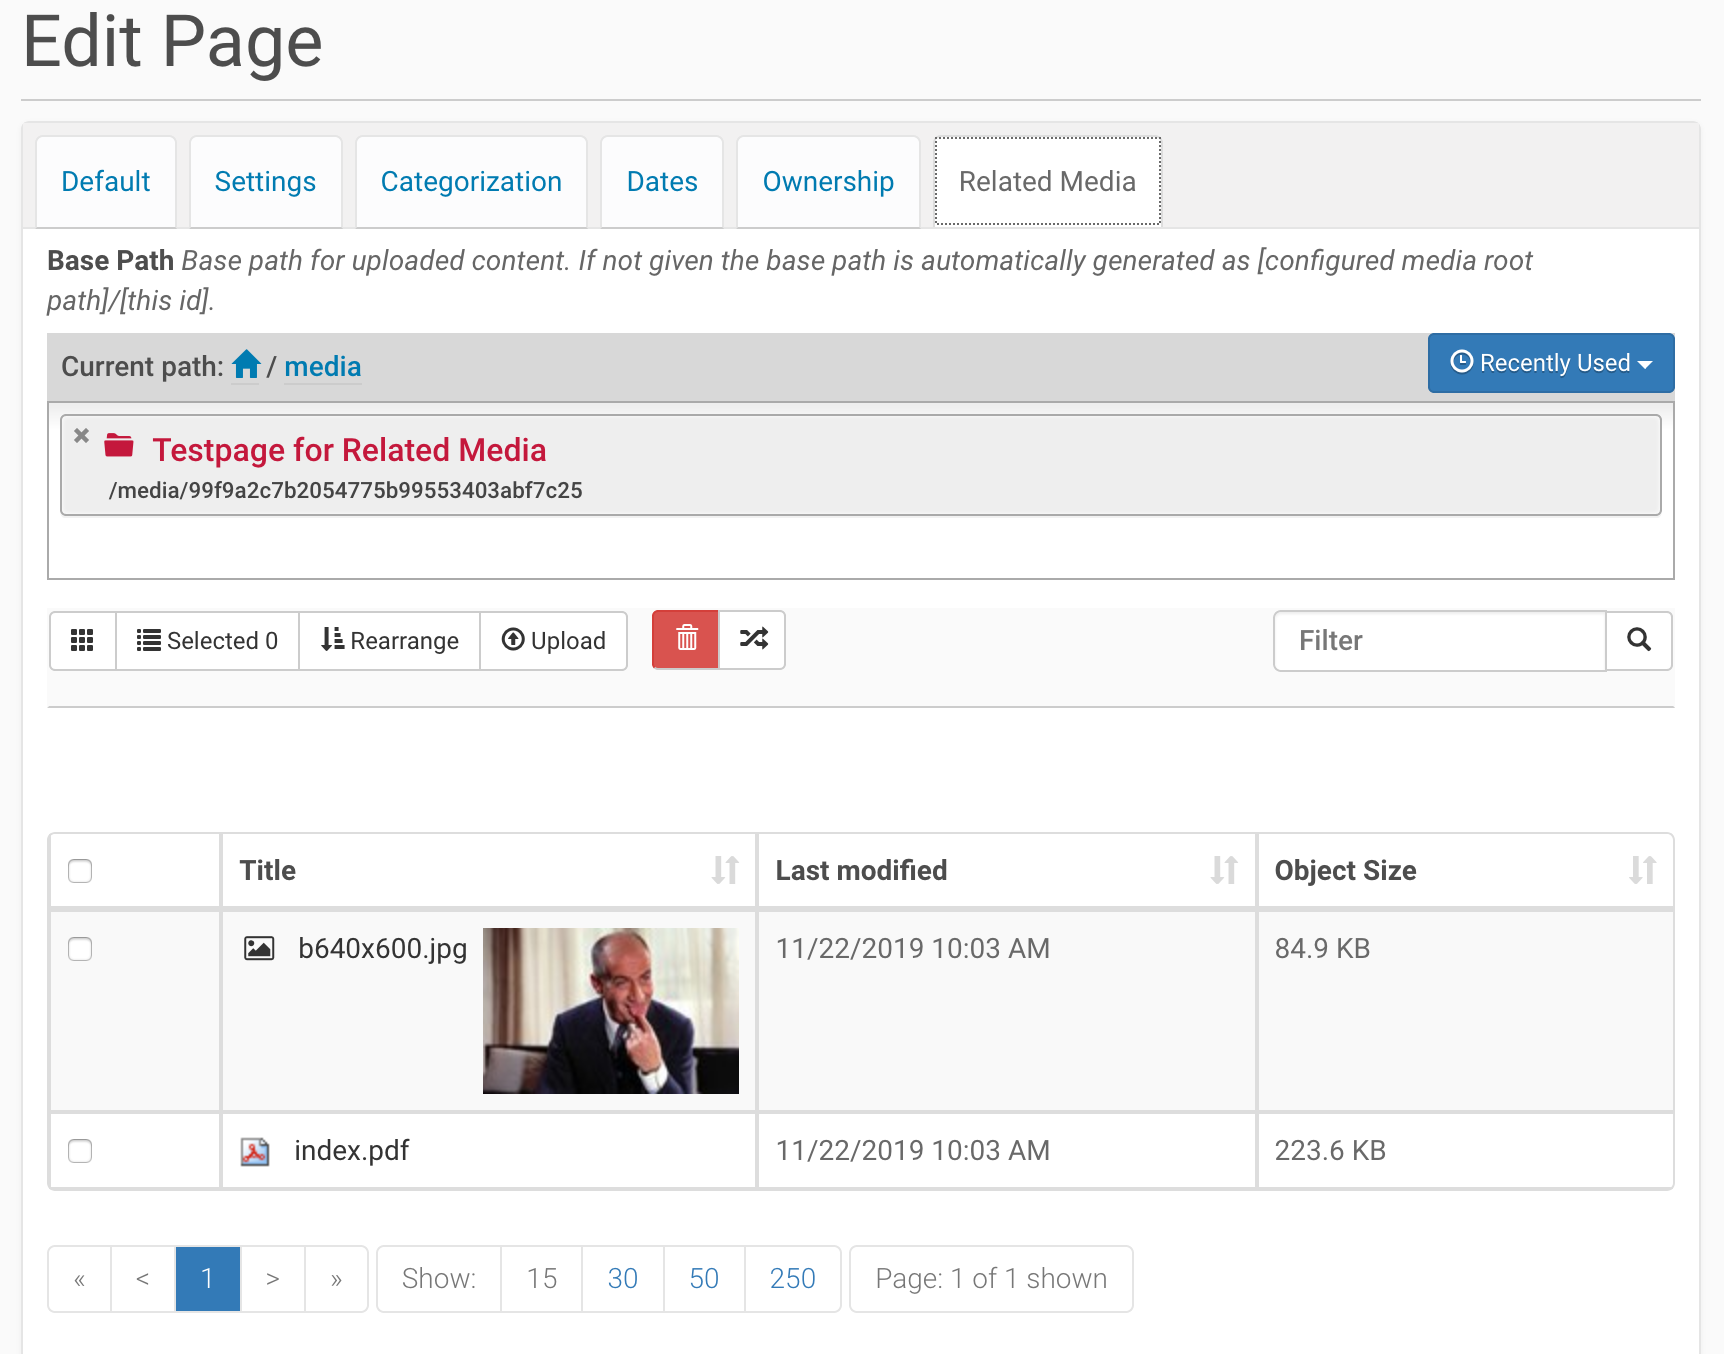 Edit Page
Default Settings Categorization Dates Ownership Related Media
Base Path Base path for uploaded content. If not given the base path is automatically generated as [configured media root
path]/[this id].
Current path: / media Recently Used
Testpage for Related Media
/media/99f9a2c7b2054775b99553403abf7c25
Selected 0 Rearrange Upload Filter
Title Last modified Object Size
b640x600.jpg 11/22/2019 10:03 AM 84.9 KB
index.pdf 11/22/2019 10:03 AM 223.6 KB
« < 1 > » Show: 15 30 50 250 Page: 1 of 1 shown